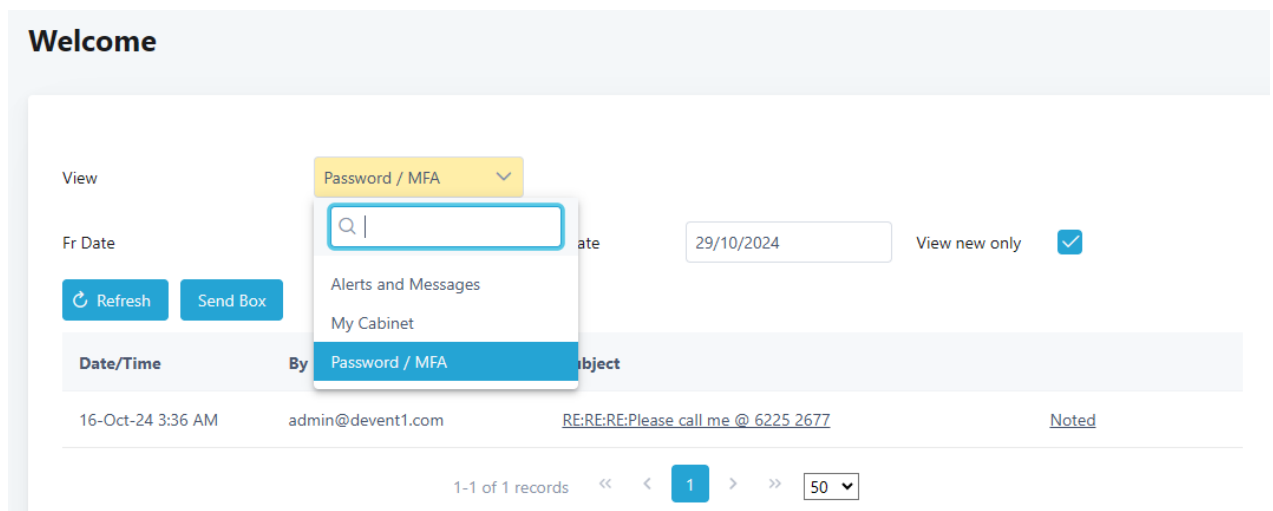 Welcome
View
Password / MFA
Fr Date
ate
29/10/2024
View new only
Refresh
Send Box
Alerts and Messages
My Cabinet
Password / MFA
Date/Time
By
bject
16-Oct-24 3:36 AM
admin@devent1.com
RE:RE:RE:Please call me @ 6225 2677
Noted
1-1 of 1 records << < 1 > >> 50